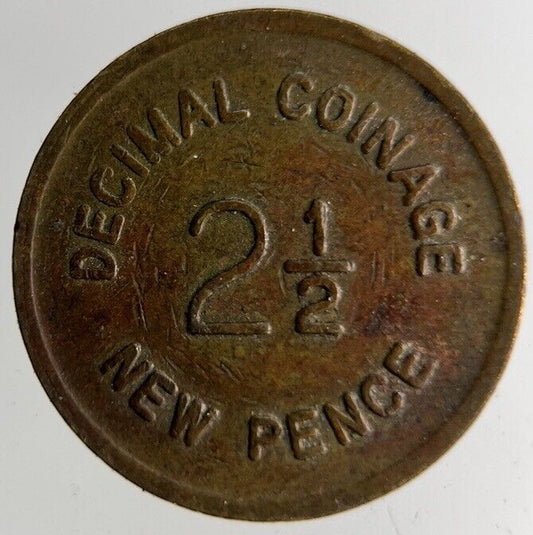 DECIMAL COINAGE
2½
NEW PENCE